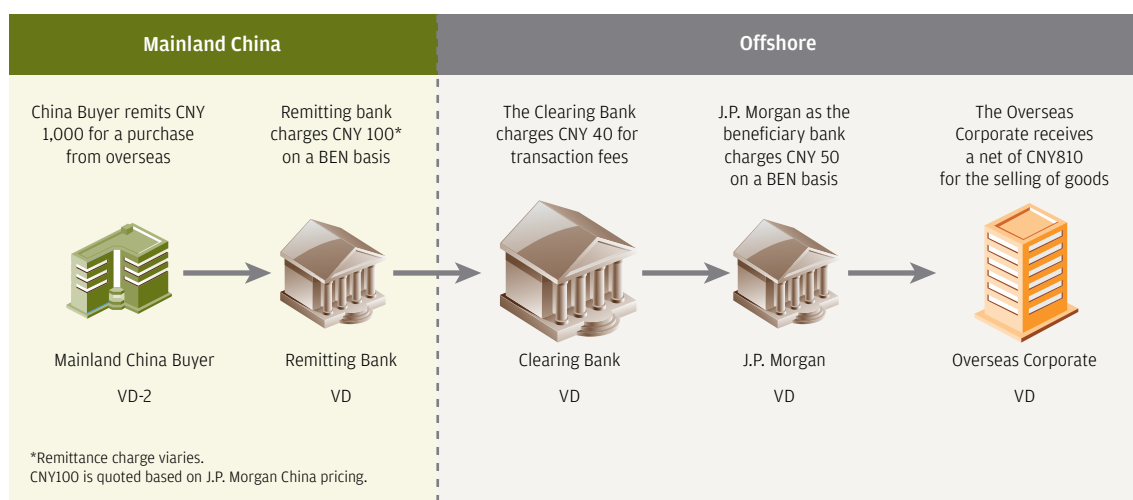 Mainland China
Offshore
China Buyer remits CNY
1,000 for a purchase
from overseas
Remitting bank
charges CNY 100*
on a BEN basis
The Clearing Bank
charges CNY 40 for
transaction fees
J.P. Morgan as the
beneficiary bank
charges CNY 50
on a BEN basis
The Overseas
Corporate receives
a net of CNY810
for the selling of goods
Mainland China Buyer
Remitting Bank
Clearing Bank
J.P. Morgan
Overseas Corporate
VD-2
VD
VD
VD
VD
*Remittance charge viaries.
CNY100 is quoted based on J.P. Morgan China pricing.